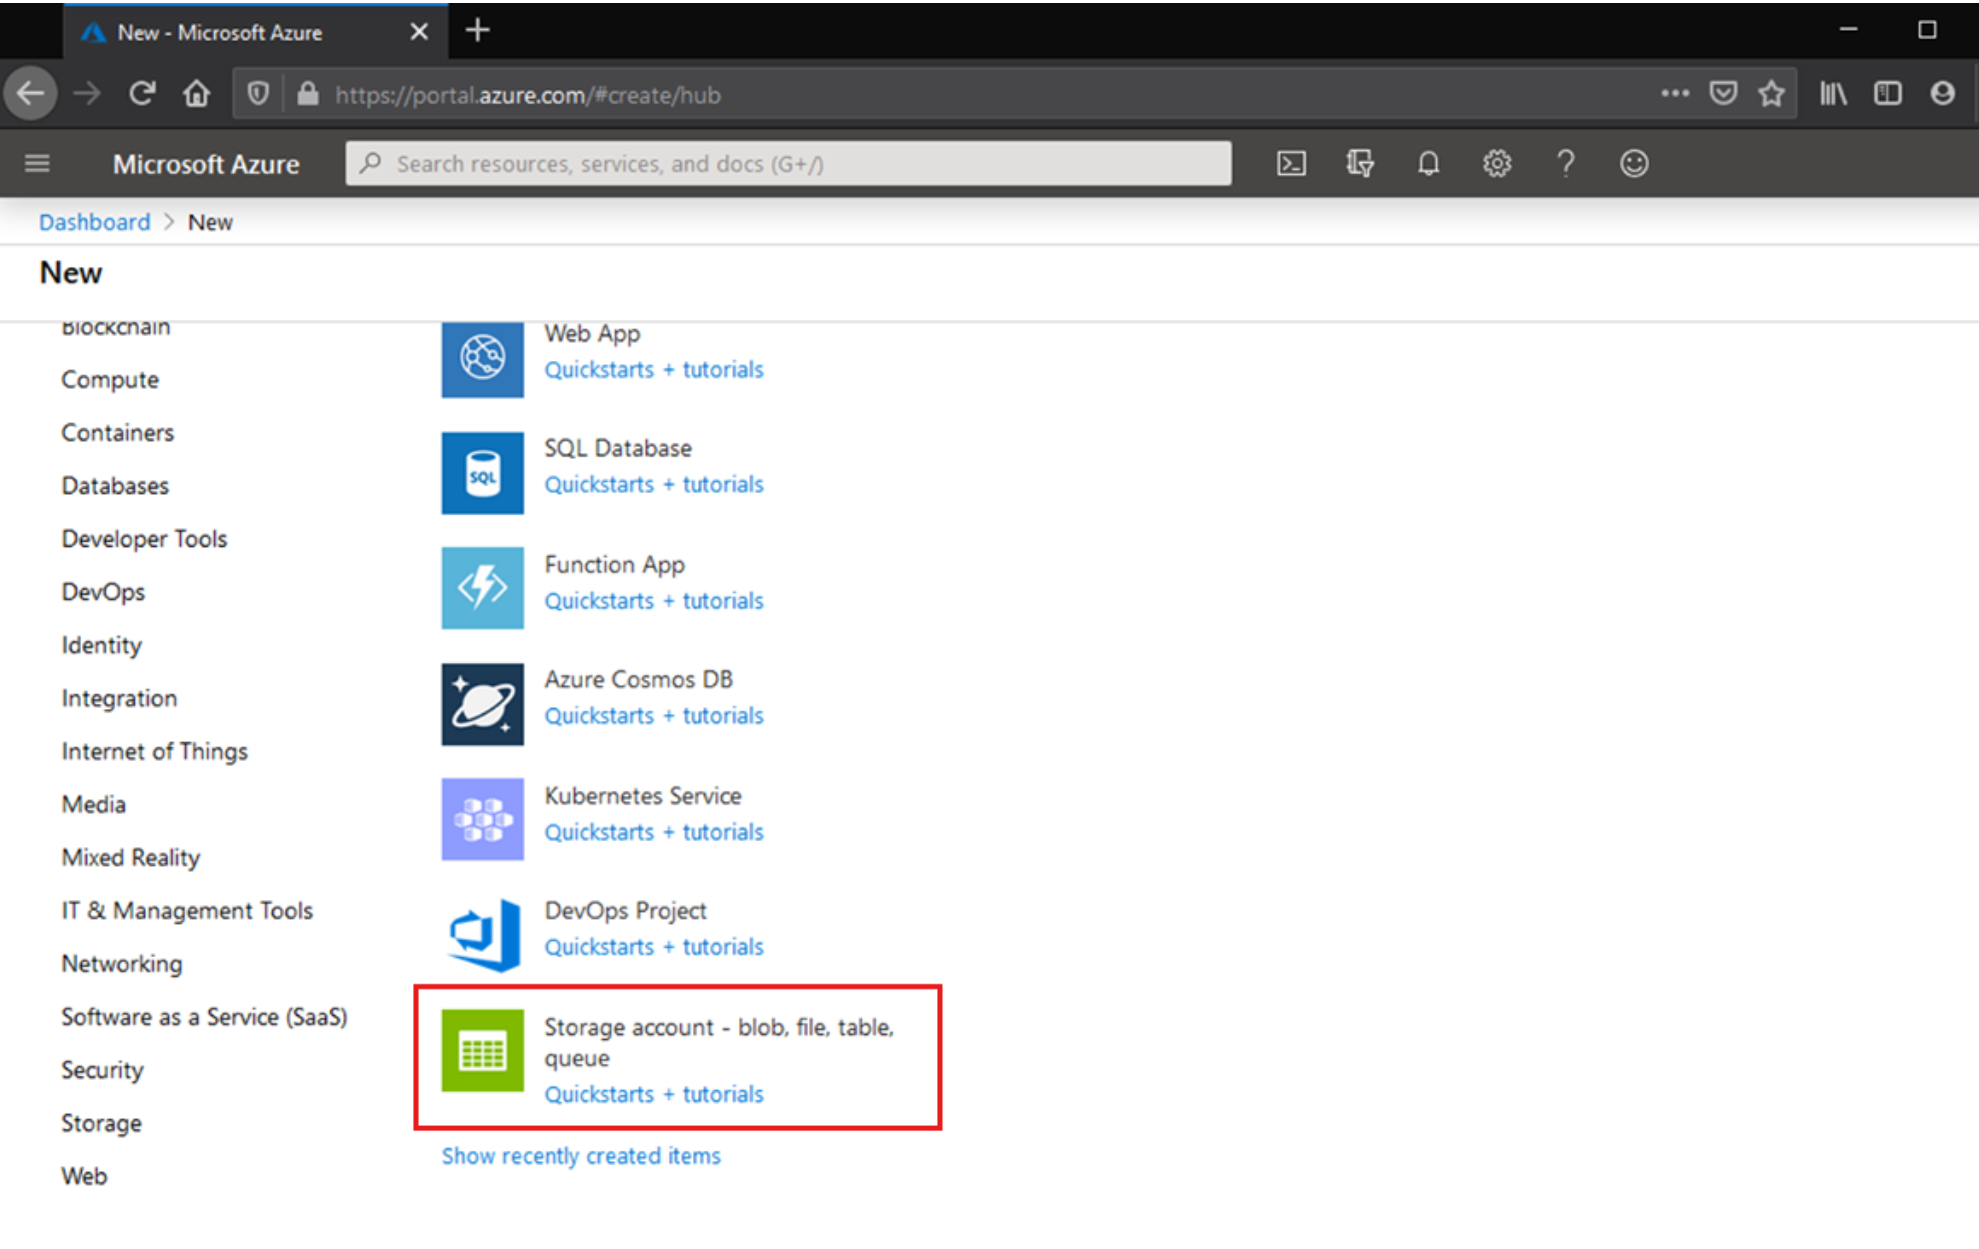 New - Microsoft Azure
https://portal.azure.com/#create/hub
Microsoft Azure
Search resources, services, and docs (G+/)
Dashboard > New
New
Blockchain
Compute
Containers
Databases
Developer Tools
DevOps
Identity
Integration
Internet of Things
Media
Mixed Reality
IT & Management Tools
Networking
Software as a Service (SaaS)
Security
Storage
Web
Web App
Quickstarts + tutorials
SQL
SQL Database
Quickstarts + tutorials
Function App
Quickstarts + tutorials
Azure Cosmos DB
Quickstarts + tutorials
Kubernetes Service
Quickstarts + tutorials
DevOps Project
Quickstarts + tutorials
Storage account - blob, file, table,
queue
Quickstarts + tutorials
Show recently created items